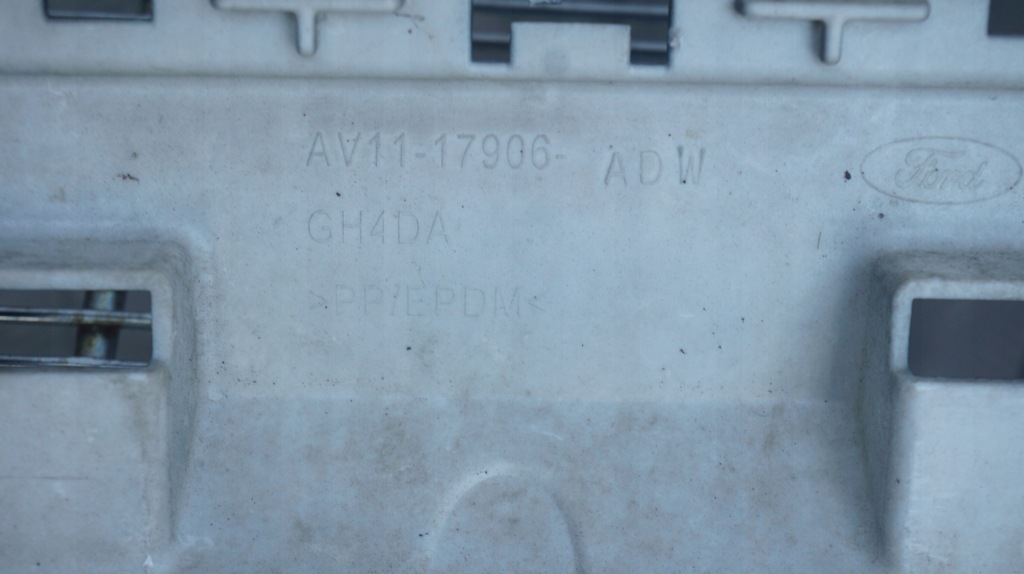 AV11-17906- ADW
Ford
GH4DA
>PP/EPDM<